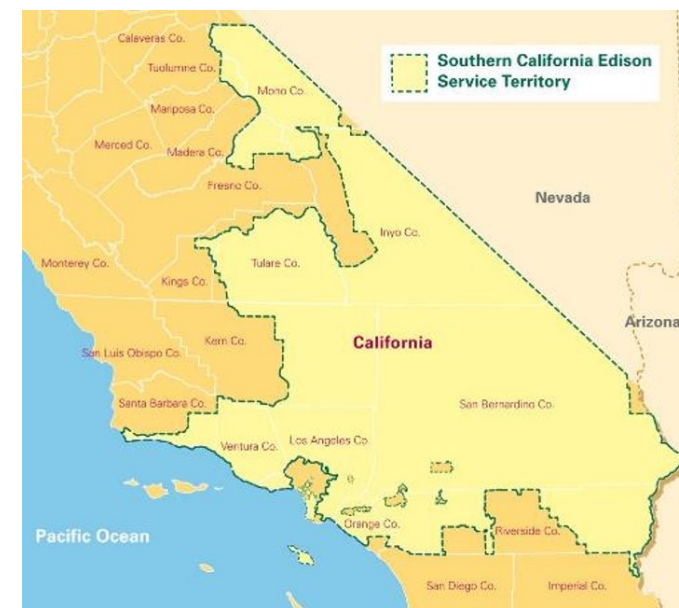 Calaveras Co.
Southern California Edison
Service Territory
Tuolumne Co.
Mono Co.
Mariposa Co.
Merced Co.
Madera Co.
Fresno Co.
Nevada
Inyo Co.
Monterey Co.
Tulare Co.
Kings Co.
Arizona
Kern Co.
California
San Luis Obispo Co.
Santa Barbara Co.
San Bernardino Co.
Ventura Co.
Los Angeles Co.
Orange Co.
Riverside Co.
Pacific Ocean
San Diego Co.
Imperial Co.